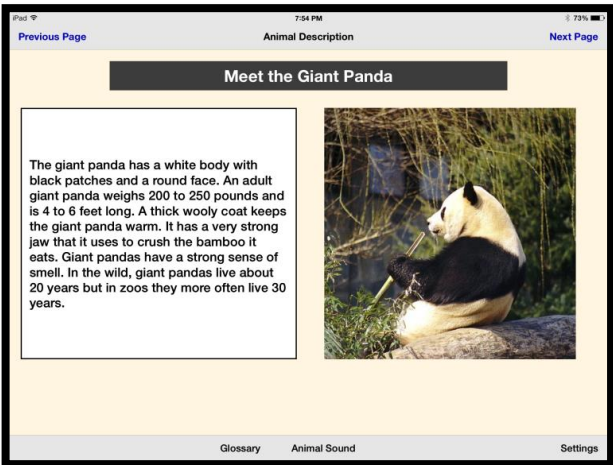 iPad 7:54 PM 73%
Previous Page Animal Description Next Page
Meet the Giant Panda
The giant panda has a white body with
black patches and a round face. An adult
giant panda weighs 200 to 250 pounds and
is 4 to 6 feet long. A thick wooly coat keeps
the giant panda warm. It has a very strong
jaw that it uses to crush the bamboo it
eats. Giant pandas have a strong sense of
smell. In the wild, giant pandas live about
20 years but in zoos they more often live 30
years.
Glossary Animal Sound Settings